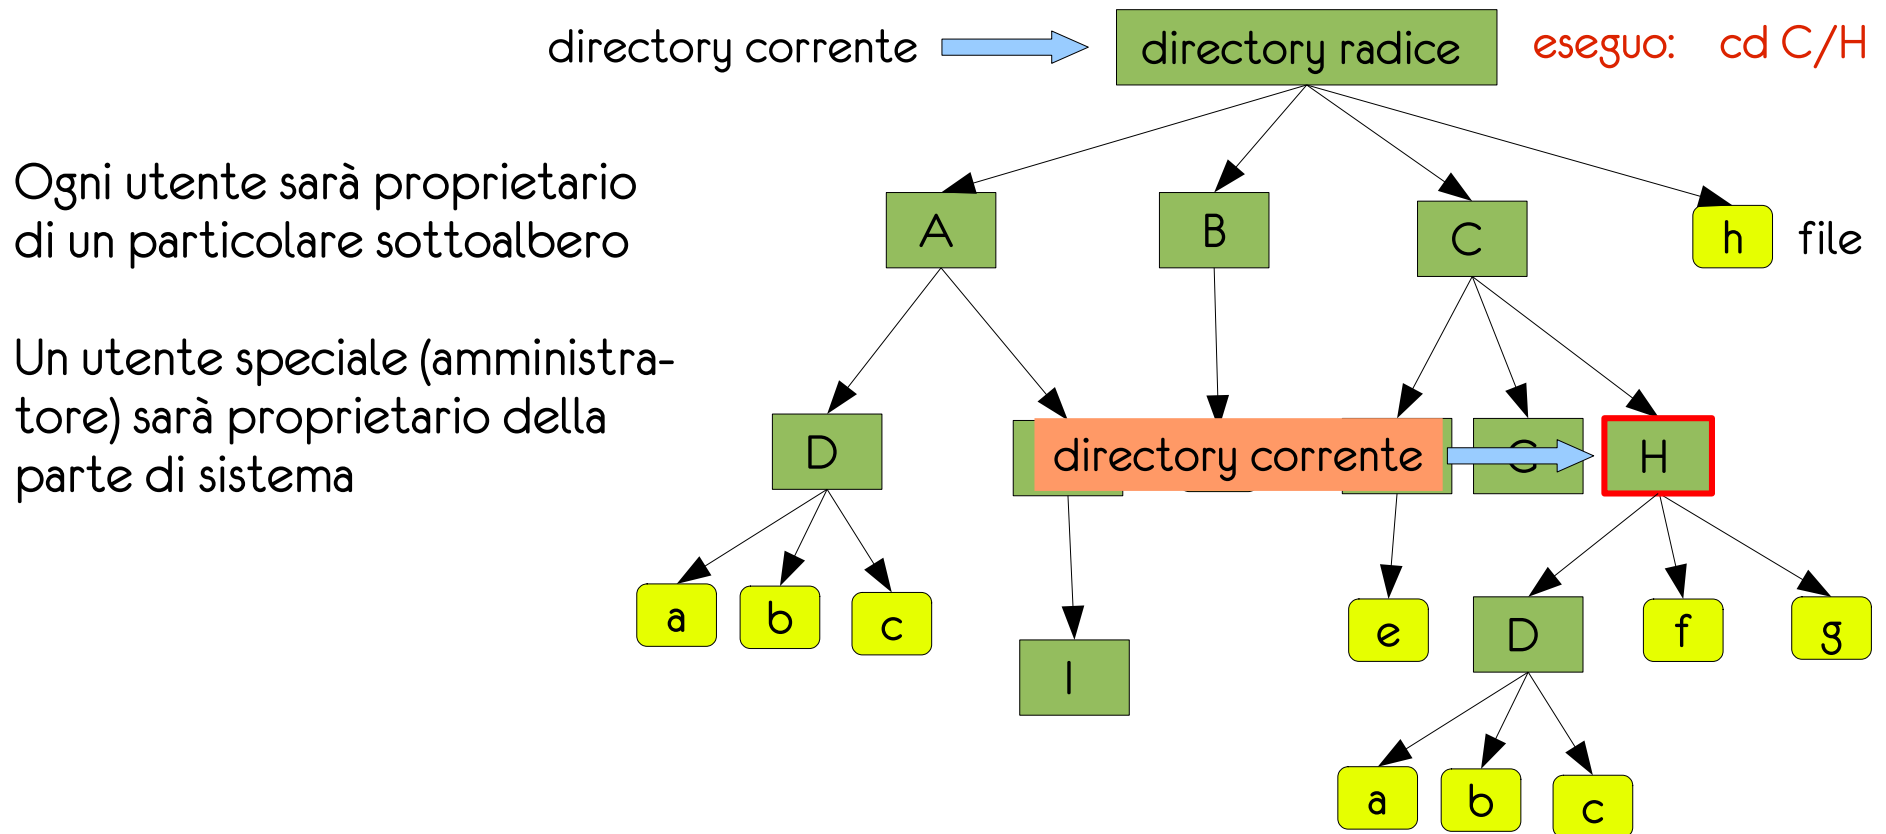 directory corrente
directory radice
eseguo: cd C/H
Ogni utente sarà proprietario
di un particolare sottoalbero
A
B
C
h
file
Un utente speciale (amministra-
tore) sarà proprietario della
parte di sistema
D
directory corrente
G
H
a
b
c
e
D
f
g
I
a
b
c